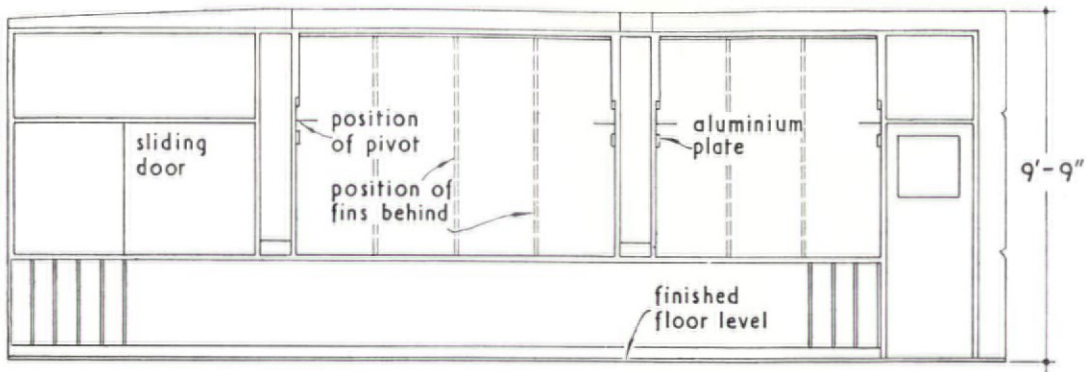 position
of pivot
aluminium
plate
sliding
door
9'-9"
position of
fins behind
finished
floor level